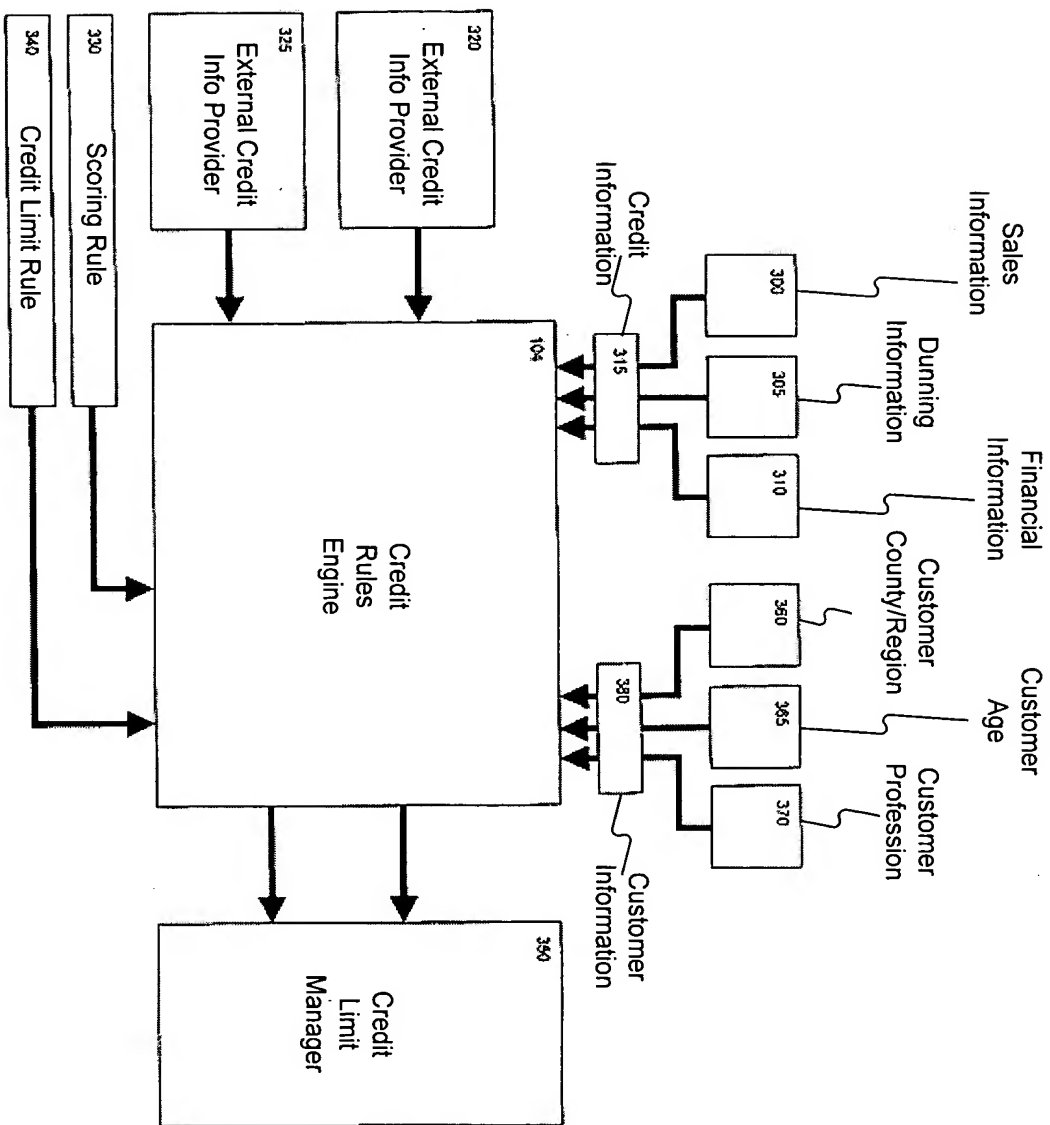 Sales
Information
Dunning
Information
Financial
Information
Customer
County/Region
Customer
Age
Customer
Profession
300
305
310
360
365
370
Credit
Information
315
380
Customer
Information
320
External Credit
Info Provider
325
External Credit
Info Provider
104
Credit
Rules
Engine
350
Credit
Limit
Manager
330
Scoring Rule
340
Credit Limit Rule